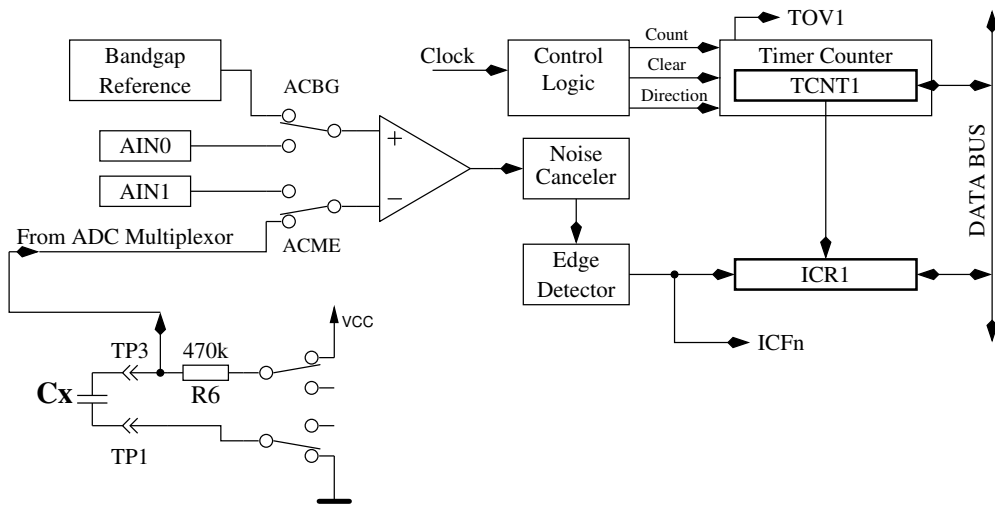 TOV1
Bandgap
Reference
ACBG
Clock
Control
Logic
Count
Clear
Direction
Timer Counter
TCNT1
AIN0
AIN1
+
−
Noise
Canceler
DATA BUS
From ADC Multiplexor
ACME
Edge
Detector
ICR1
VCC
ICFn
TP3
470k
R6
Cx
TP1